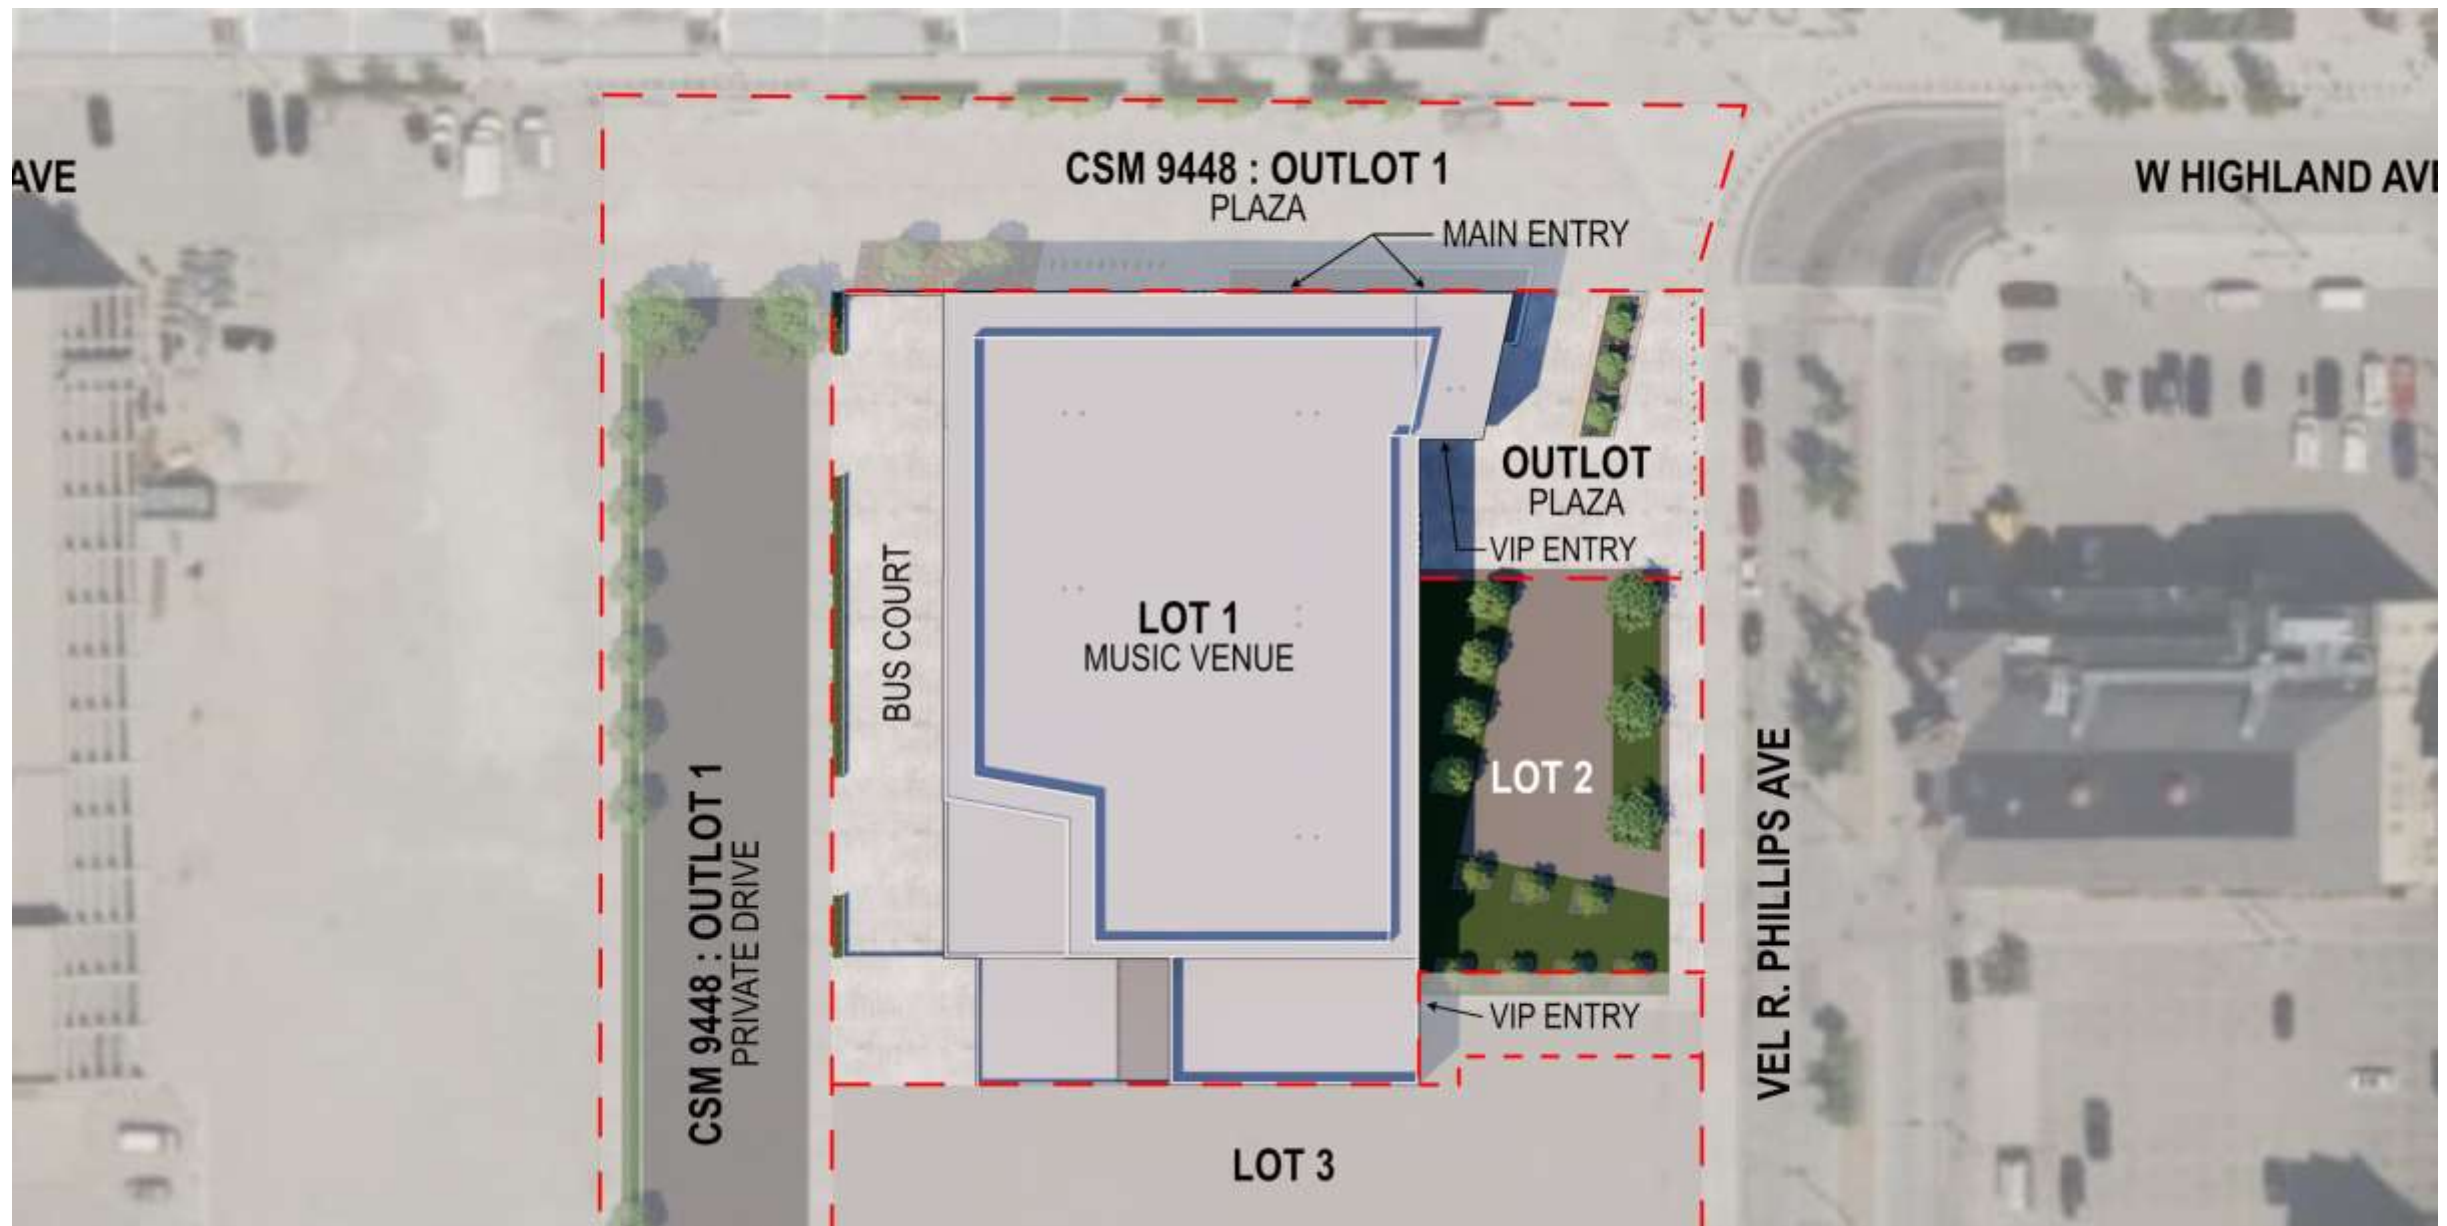 CSM 9448 : OUTLOT 1
PLAZA
AVE
W HIGHLAND AVE
MAIN ENTRY
OUTLOT
PLAZA
VIP ENTRY
LOT 1
MUSIC VENUE
BUS COURT
LOT 2
CSM 9448 : OUTLOT 1
PRIVATE DRIVE
VEL R. PHILLIPS AVE
VIP ENTRY
LOT 3